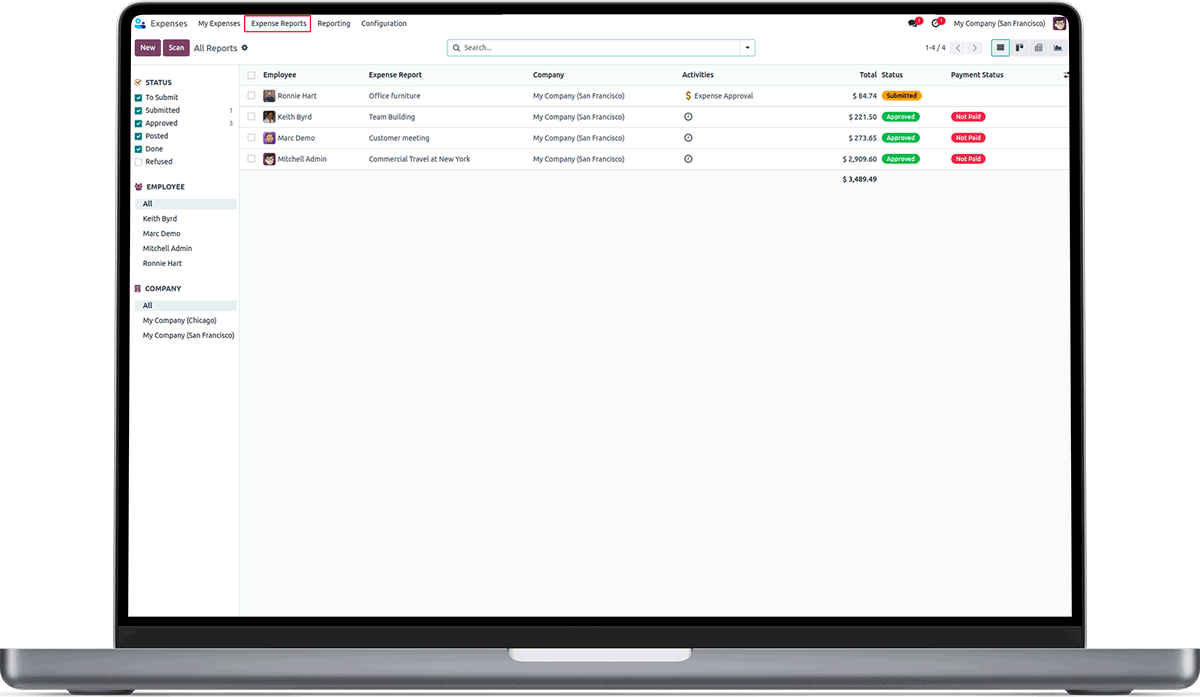 Expenses My Expenses Expense Reports Reporting Configuration My Company (San Francisco)
New Scan All Reports Search... 1-4 / 4
STATUS
To Submit
Submitted 1
Approved 3
Posted
Done
Refused
EMPLOYEE
All
Keith Byrd
Marc Demo
Mitchell Admin
Ronnie Hart
COMPANY
All
My Company (Chicago)
My Company (San Francisco)
Employee Expense Report Company Activities Total Status Payment Status
Ronnie Hart Office furniture My Company (San Francisco) Expense Approval $ 84.74 Submitted
Keith Byrd Team Building My Company (San Francisco) $ 221.50 Approved Not Paid
Marc Demo Customer meeting My Company (San Francisco) $ 273.65 Approved Not Paid
Mitchell Admin Commercial Travel at New York My Company (San Francisco) $ 2,909.60 Approved Not Paid
$ 3,489.49